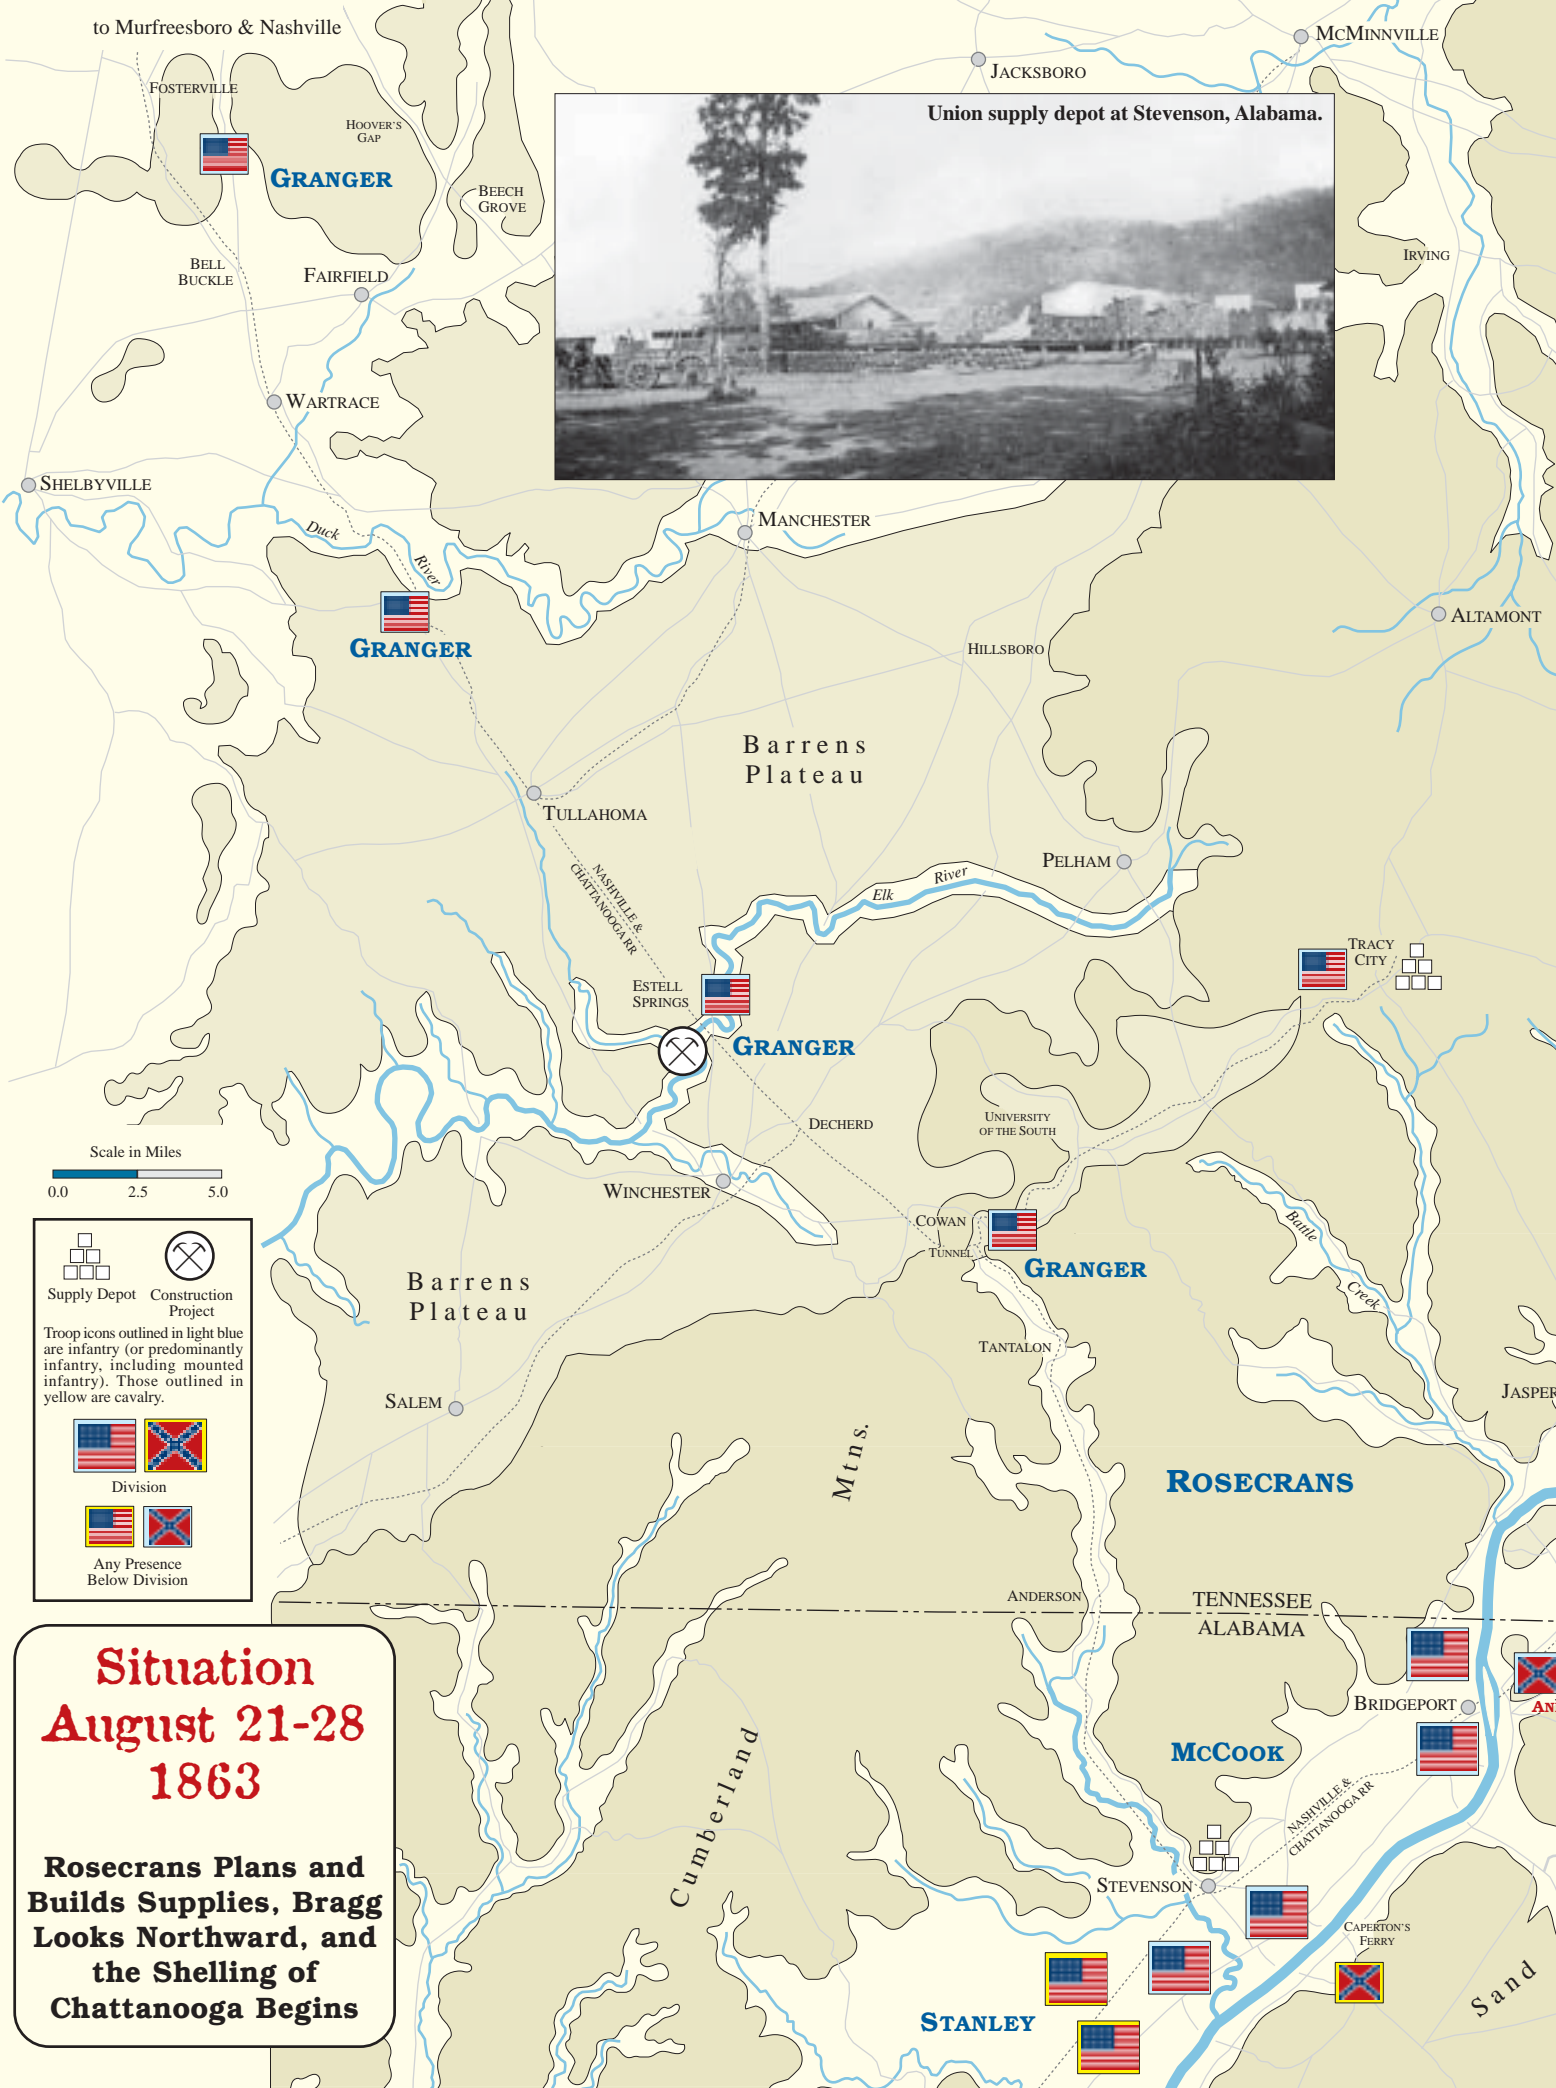 to Murfreesboro & Nashville
McMinnville
Jacksboro
Fosterville
Hoover's
Gap
Granger
Beech
Grove
Union supply depot at Stevenson, Alabama.
Irving
Bell
Buckle
Fairfield
Wartrace
Shelbyville
Duck
River
Manchester
Granger
Altamont
Hillsboro
Barrens
Plateau
Tullahoma
Nashville &
Chattanooga RR
Pelham
Elk
River
Tracy
City
Estell
Springs
Granger
Decherd
University
of the South
Winchester
Cowan
Tunnel
Granger
Battle
Creek
Tantalon
Jasper
Scale in Miles
0.0
2.5
5.0
Supply Depot
Construction
Project
Troop icons outlined in light blue
are infantry (or predominantly
infantry, including mounted
infantry). Those outlined in
yellow are cavalry.
Division
Any Presence
Below Division
Barrens
Plateau
Salem
Mtns.
Rosecrans
Anderson
TENNESSEE
ALABAMA
Bridgeport
An
McCook
Nashville &
Chattanooga RR
Cumberland
Stevenson
Caperton's
Ferry
Sand
Stanley
Situation
August 21-28
1863
Rosecrans Plans and
Builds Supplies, Bragg
Looks Northward, and
the Shelling of
Chattanooga Begins